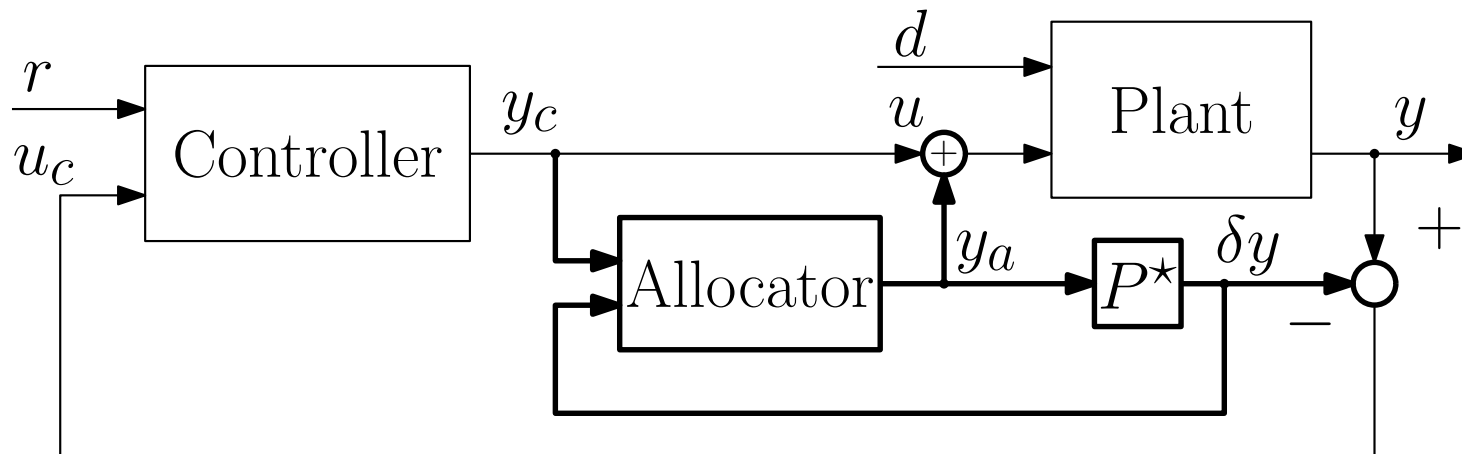 r
u_c
Controller
y_c
d
u
+
Plant
y
+
Allocator
y_a
P*
δy
−